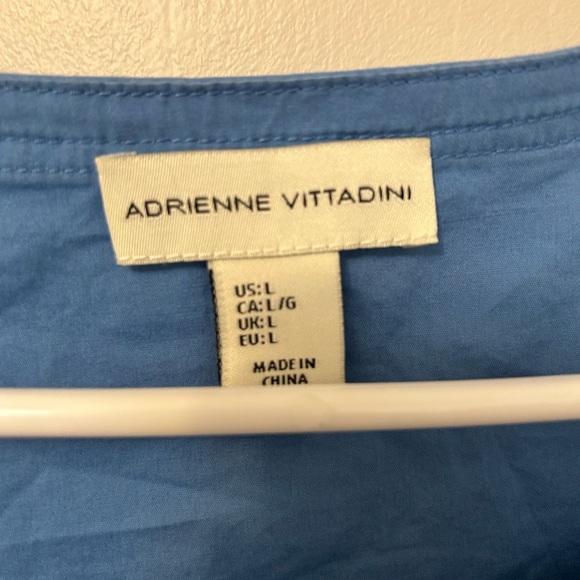 ADRIENNE VITTADINI
US: L
CA: L/G
UK: L
EU: L
MADE IN
CHINA